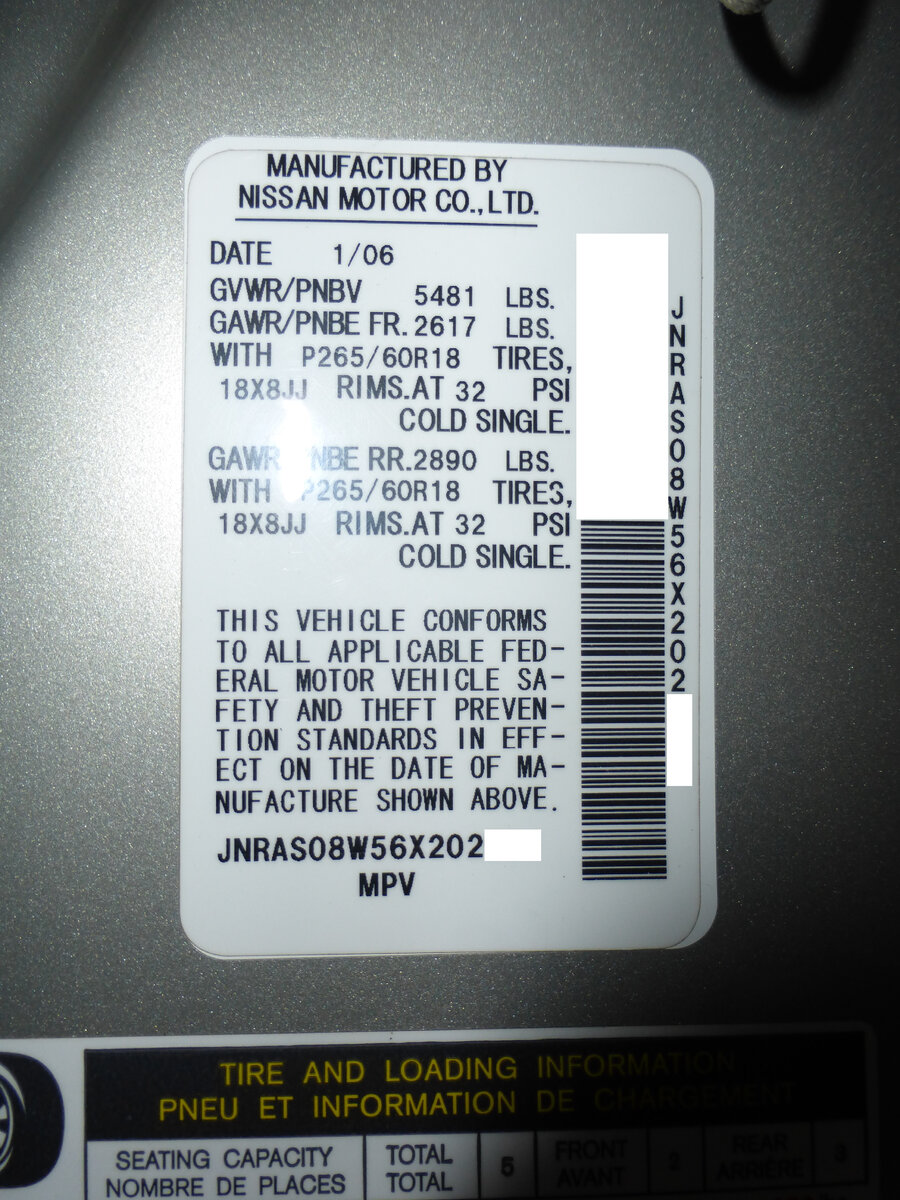 MANUFACTURED BY
NISSAN MOTOR CO., LTD.
DATE 1/06
GVWR/PNBV 5481 LBS.
GAWR/PNBE FR. 2617 LBS.
WITH P265/60R18 TIRES,
18X8JJ RIMS.AT 32 PSI
COLD SINGLE.
GAWR/PNBE RR.2890 LBS.
WITH P265/60R18 TIRES,
18X8JJ RIMS.AT 32 PSI
COLD SINGLE.
THIS VEHICLE CONFORMS
TO ALL APPLICABLE FED-
ERAL MOTOR VEHICLE SA-
FETY AND THEFT PREVEN-
TION STANDARDS IN EFF-
ECT ON THE DATE OF MA-
NUFACTURE SHOWN ABOVE.
JNRAS08W56X202
MPV
JNRAS08W56X202
TIRE AND LOADING INFORMATION
PNEU ET INFORMATION DE CHARGEMENT
SEATING CAPACITY TOTAL 5 FRONT 2 REAR 3
NOMBRE DE PLACES TOTAL AVANT ARRIÈRE